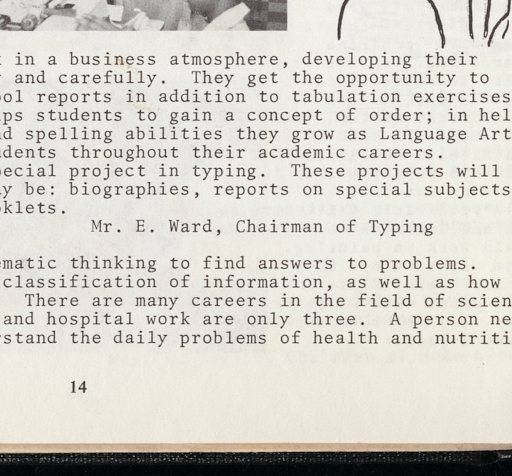 in a business atmosphere, developing their
and carefully. They get the opportunity to
ool reports in addition to tabulation exercises
ps students to gain a concept of order; in hel
d spelling abilities they grow as Language Art
dents throughout their academic careers.
ecial project in typing. These projects will
y be: biographies, reports on special subjects
klets.
Mr. E. Ward, Chairman of Typing
ematic thinking to find answers to problems.
classification of information, as well as how
There are many careers in the field of scien
and hospital work are only three. A person ne
rstand the daily problems of health and nutriti
14